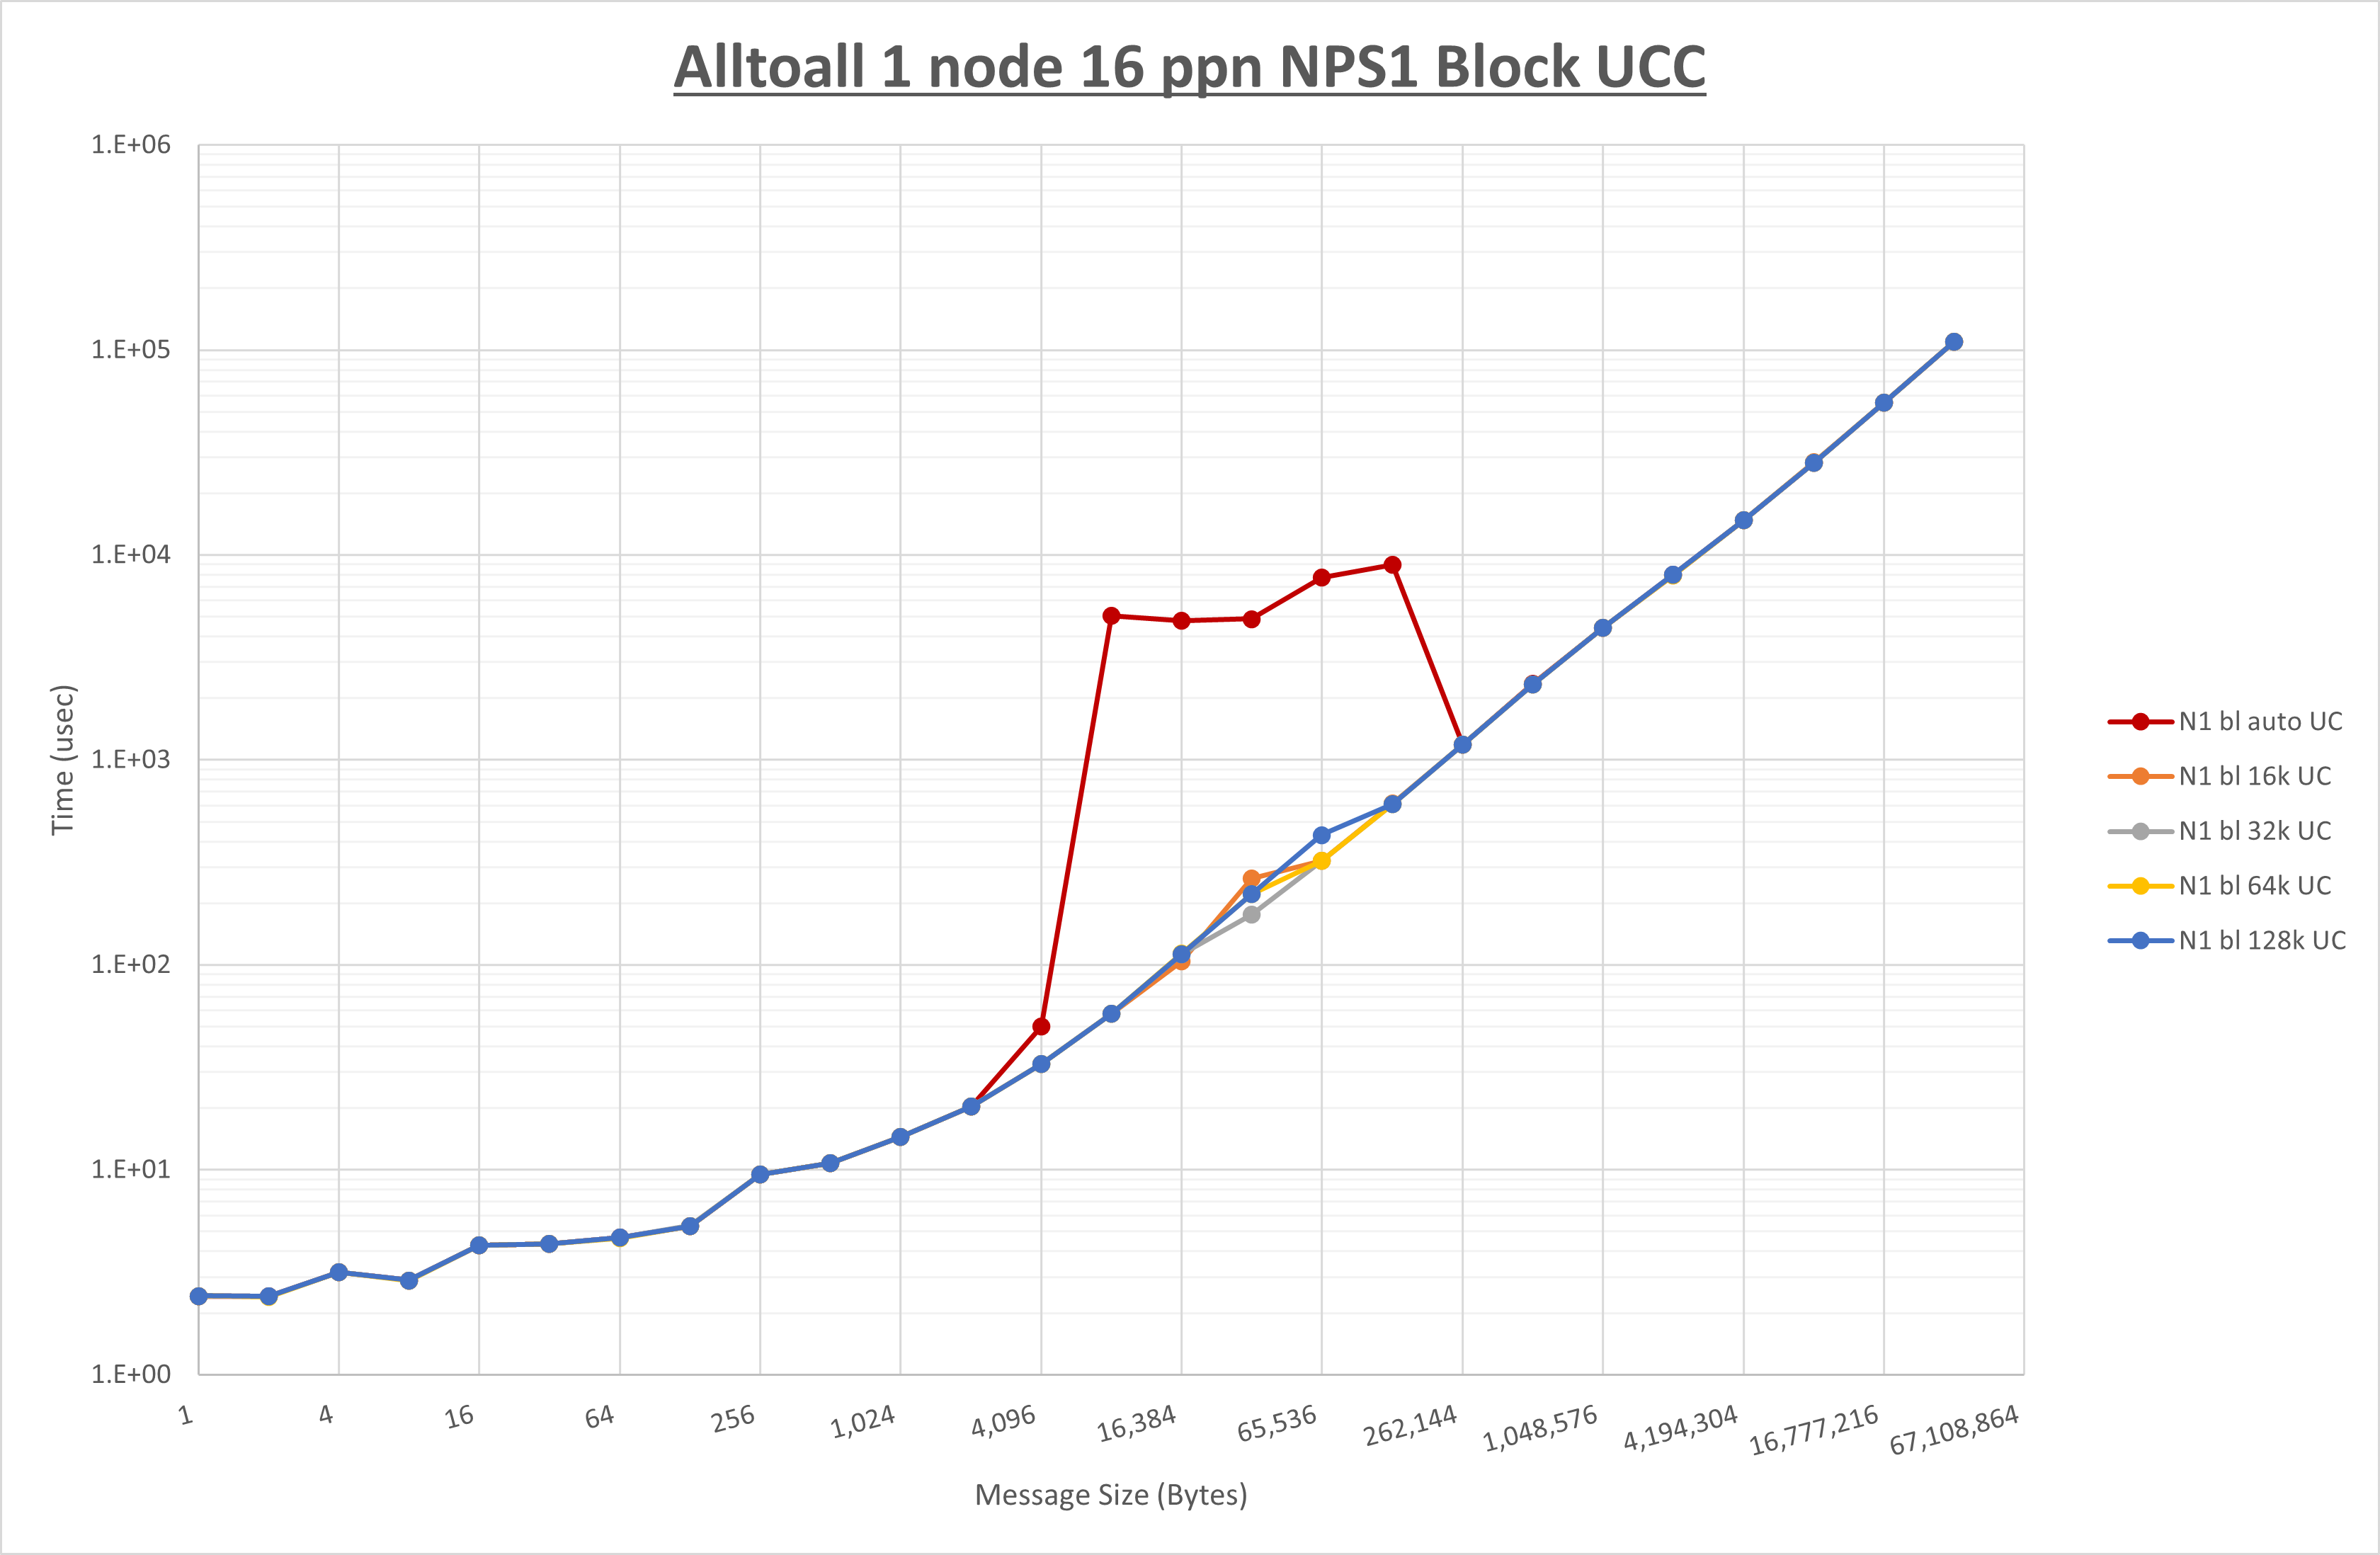 Alltoall 1 node 16 ppn NPS1 Block UCC
1.E+06
1.E+05
1.E+04
1.E+03
1.E+02
1.E+01
1.E+00
Time (usec)
1
4
16
64
256
1,024
4,096
16,384
65,536
262,144
1,048,576
4,194,304
16,777,216
67,108,864
Message Size (Bytes)
N1 bl auto UC
N1 bl 16k UC
N1 bl 32k UC
N1 bl 64k UC
N1 bl 128k UC